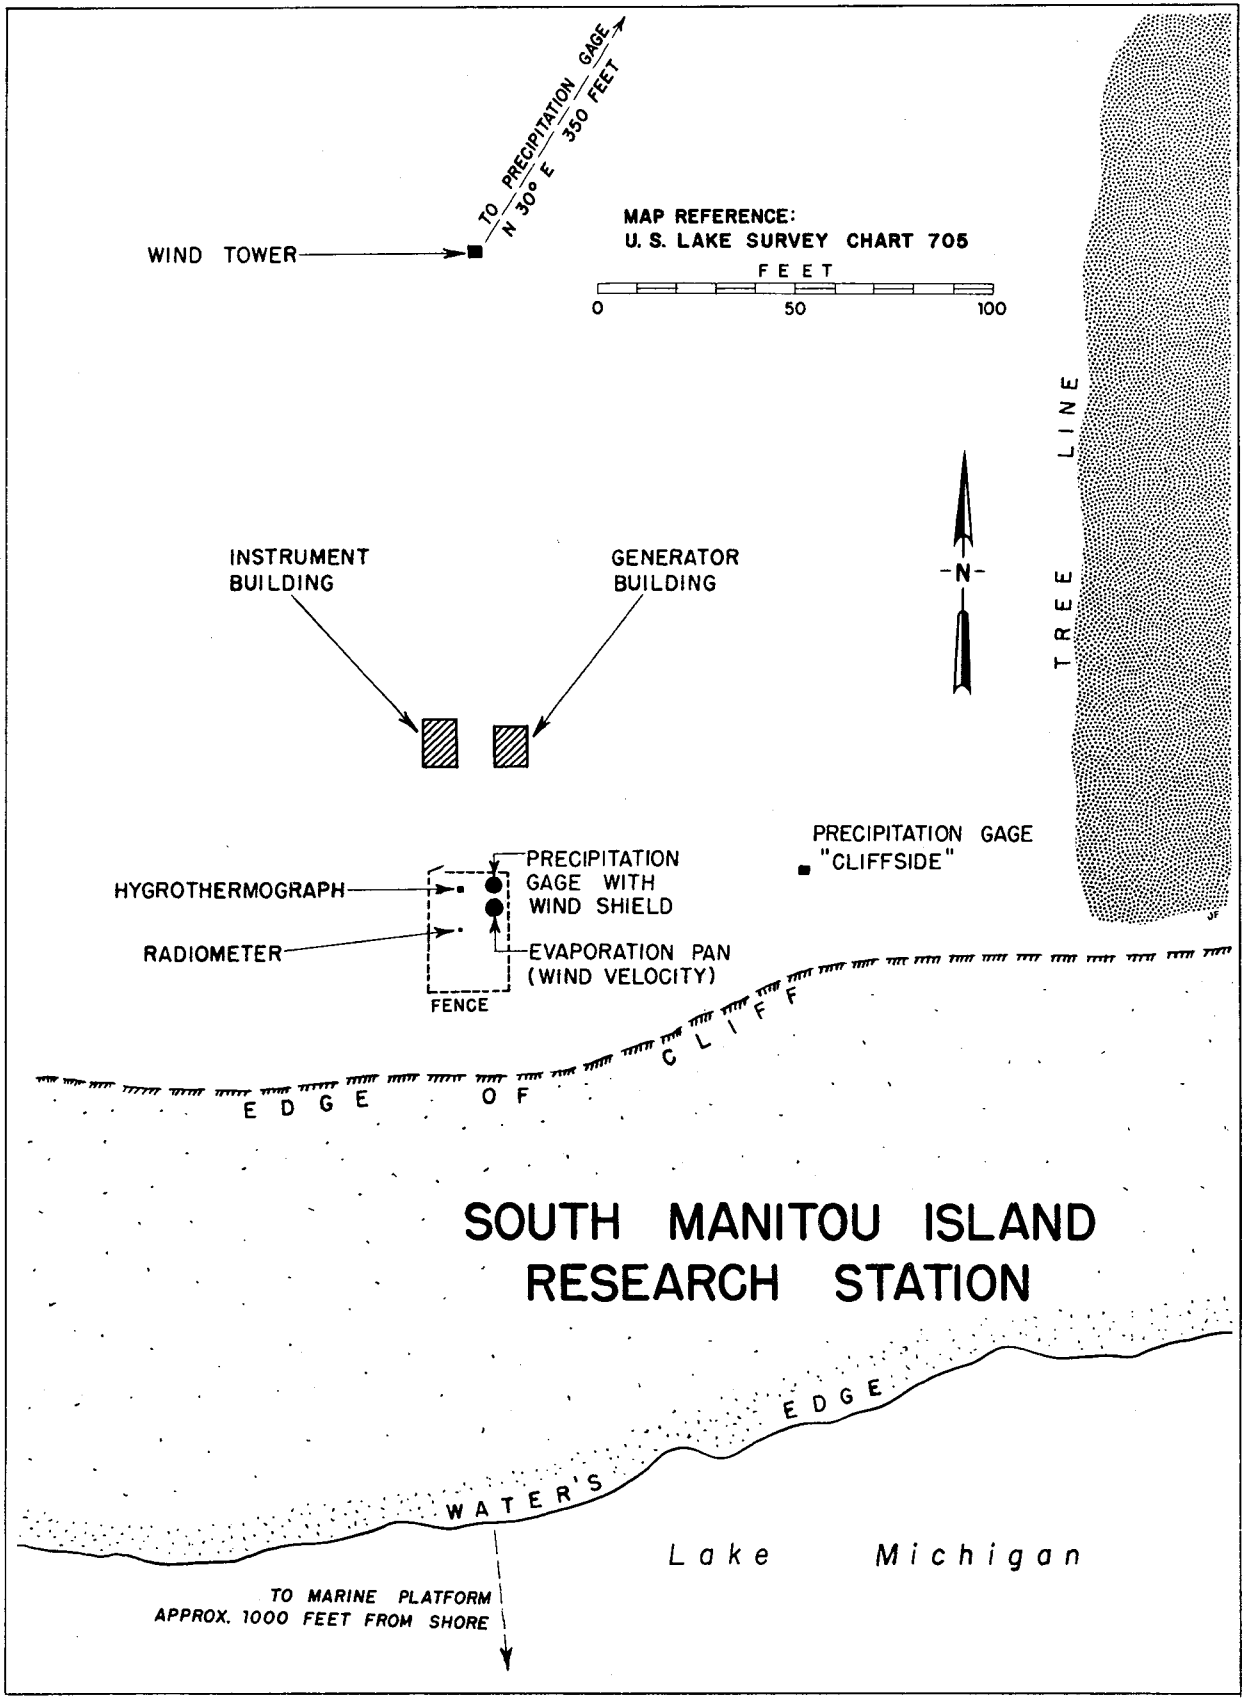 TO PRECIPITATION GAGE
N 30° E 350 FEET
MAP REFERENCE:
U. S. LAKE SURVEY CHART 705
FEET
0 50 100
WIND TOWER
TREE LINE
N
INSTRUMENT
BUILDING
GENERATOR
BUILDING
PRECIPITATION GAGE
"CLIFFSIDE"
HYGROTHERMOGRAPH
PRECIPITATION
GAGE WITH
WIND SHIELD
RADIOMETER
EVAPORATION PAN
(WIND VELOCITY)
FENCE
JF
EDGE OF CLIFF
SOUTH MANITOU ISLAND
RESEARCH STATION
WATER'S EDGE
Lake Michigan
TO MARINE PLATFORM
APPROX. 1000 FEET FROM SHORE